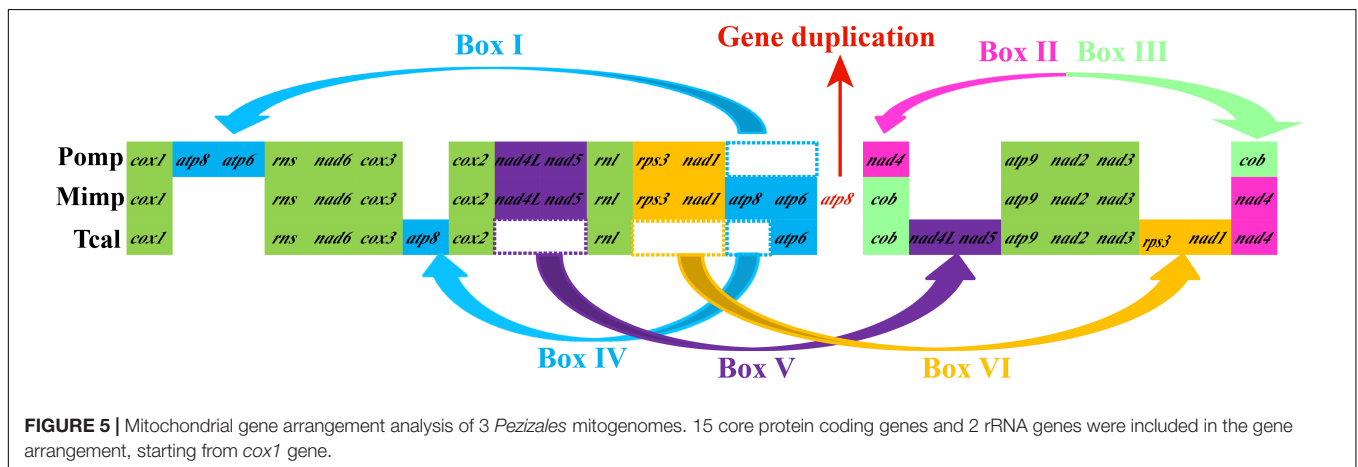 Gene duplication
Box I
Box II Box III
Pomp cox1 atp8 atp6 rns nad6 cox3 cox2 nad4L nad5 rnl rps3 nad1 nad4 atp9 nad2 nad3 cob
Mimp cox1 rns nad6 cox3 cox2 nad4L nad5 rnl rps3 nad1 atp8 atp6 atp8 cob atp9 nad2 nad3 nad4
Tcal cox1 rns nad6 cox3 atp8 cox2 rnl atp6 cob nad4L nad5 atp9 nad2 nad3 rps3 nad1 nad4
Box IV
Box V
Box VI
FIGURE 5 | Mitochondrial gene arrangement analysis of 3 Pezizales mitogenomes. 15 core protein coding genes and 2 rRNA genes were included in the gene
arrangement, starting from cox1 gene.